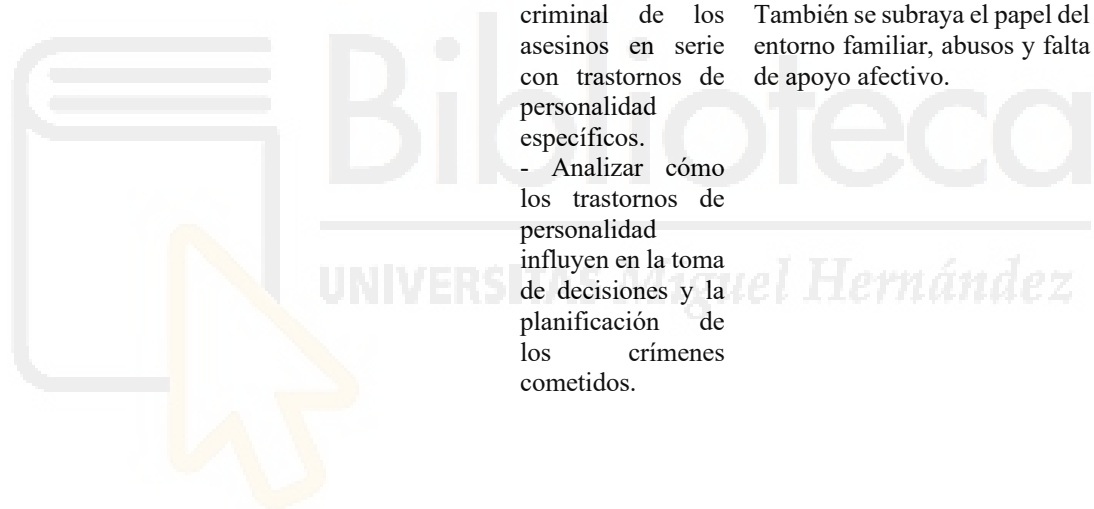 criminal de los
asesinos en serie
con trastornos de
personalidad
específicos.
- Analizar cómo
los trastornos de
personalidad
influyen en la toma
de decisiones y la
planificación de
los crímenes
cometidos.
También se subraya el papel del
entorno familiar, abusos y falta
de apoyo afectivo.
Biblioteca
UNIVERSITAS Miguel Hernández